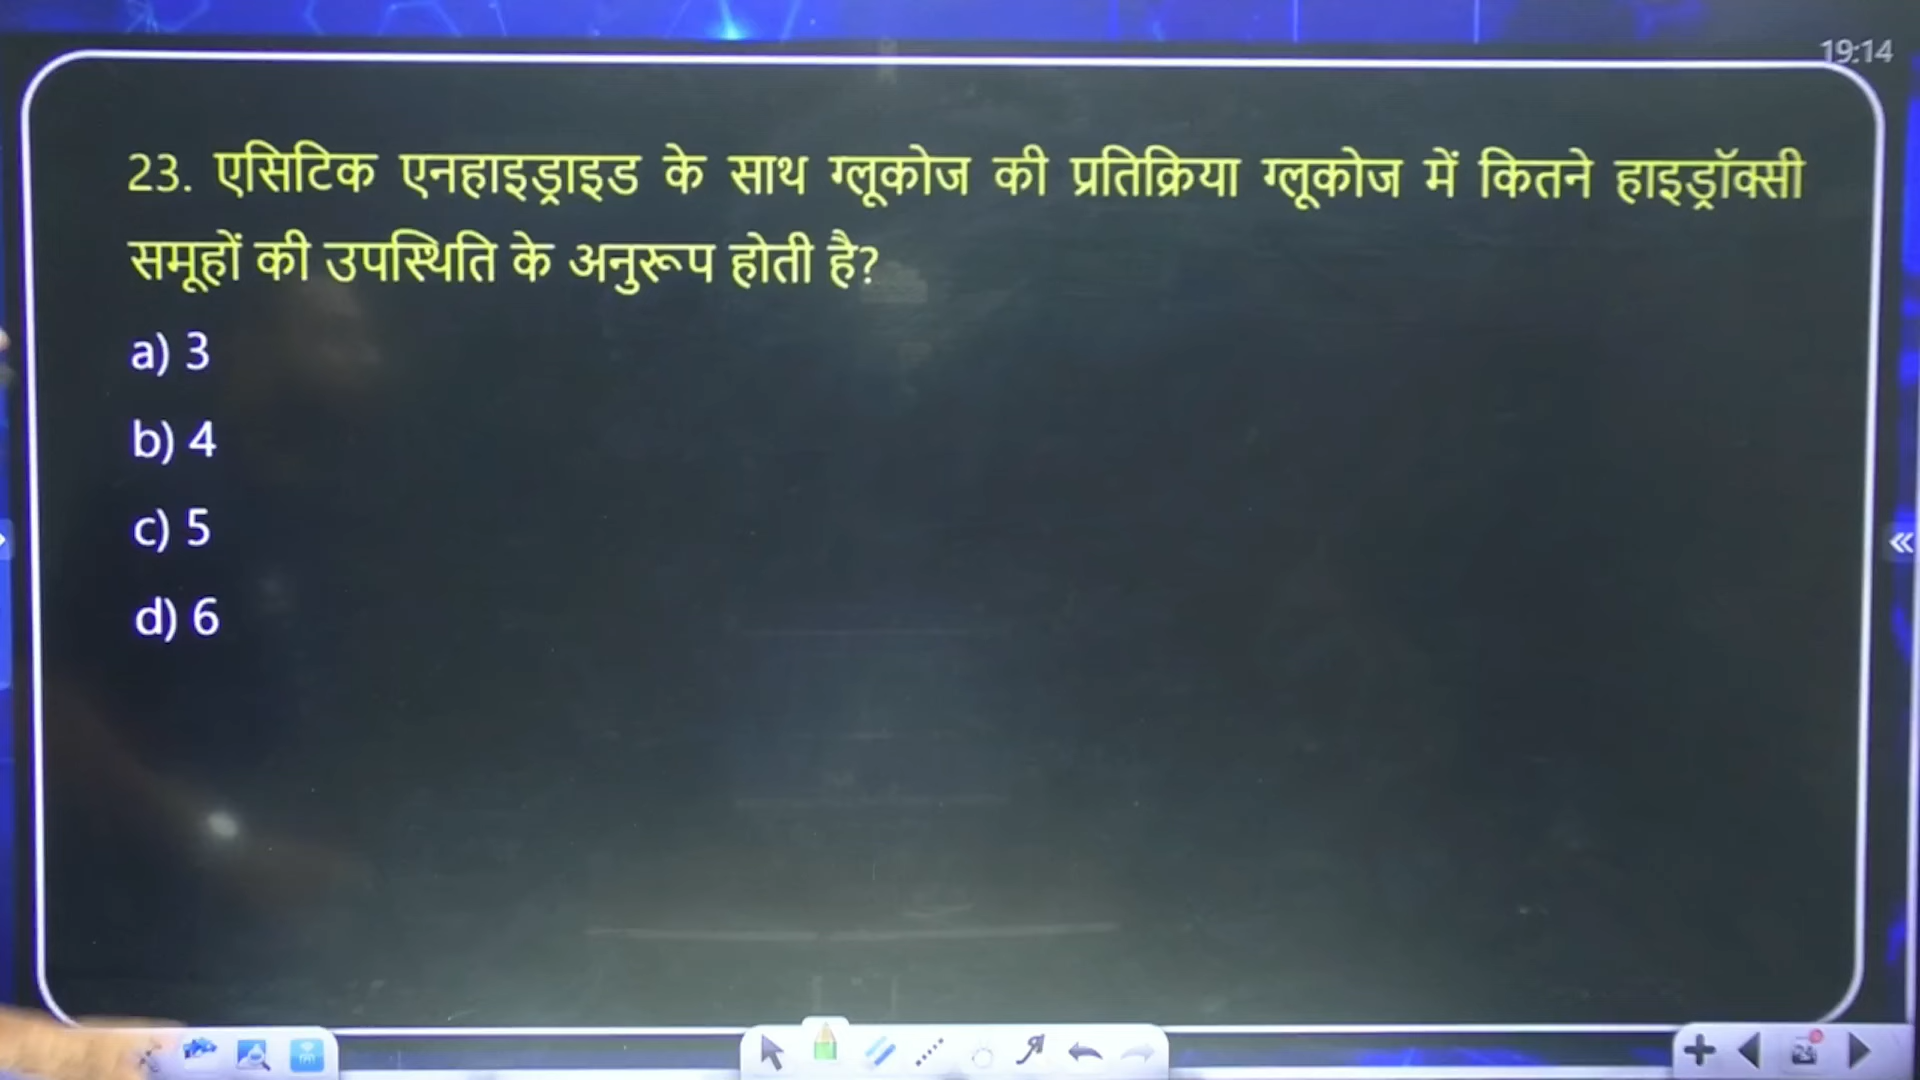 19:14
23. एसिटिक एनहाइड्राइड के साथ ग्लूकोज की प्रतिक्रिया ग्लूकोज में कितने हाइड्रॉक्सी
समूहों की उपस्थिति के अनुरूप होती है?
a) 3
b) 4
c) 5
d) 6